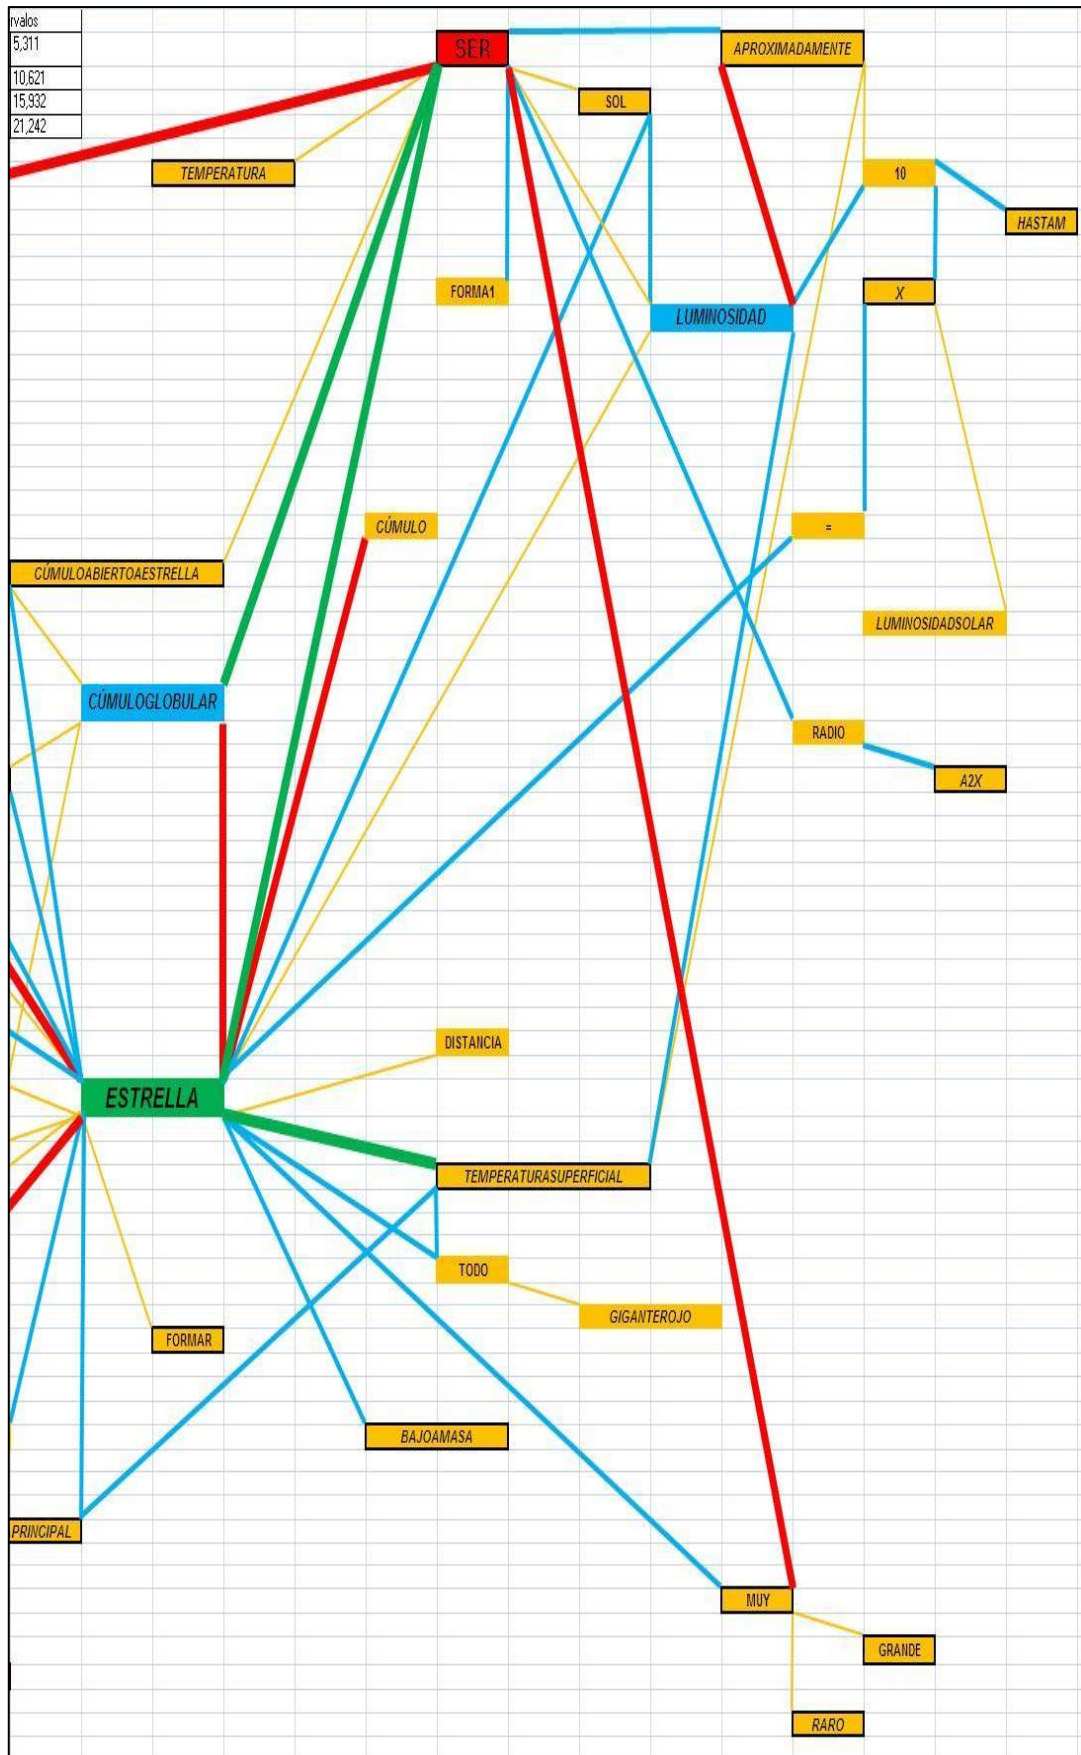 rvalos
5,311
10,621
15,932
21,242
SER
APROXIMADAMENTE
SOL
TEMPERATURA
10
HASTAM
FORMA1
X
LUMINOSIDAD
CÚMULO
=
CÚMULOABIERTOAESTRELLA
LUMINOSIDADSOLAR
CÚMULOGLOBULAR
RADIO
A2X
DISTANCIA
ESTRELLA
TEMPERATURASUPERFICIAL
TODO
GIGANTEROJO
FORMAR
BAJOAMASA
PRINCIPAL
MUY
GRANDE
RARO